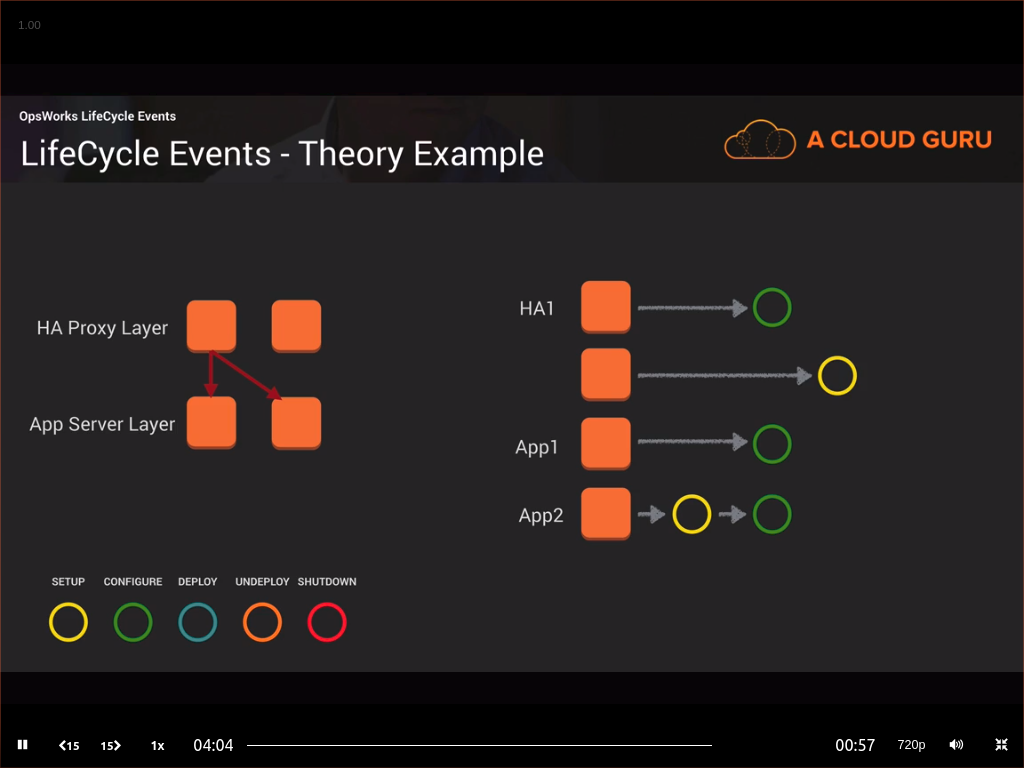 1.00
OpsWorks LifeCycle Events
LifeCycle Events - Theory Example
A CLOUD GURU
HA Proxy Layer
App Server Layer
HA1
App1
App2
SETUP CONFIGURE DEPLOY UNDEPLOY SHUTDOWN
15 15 1x 04:04 00:57 720p